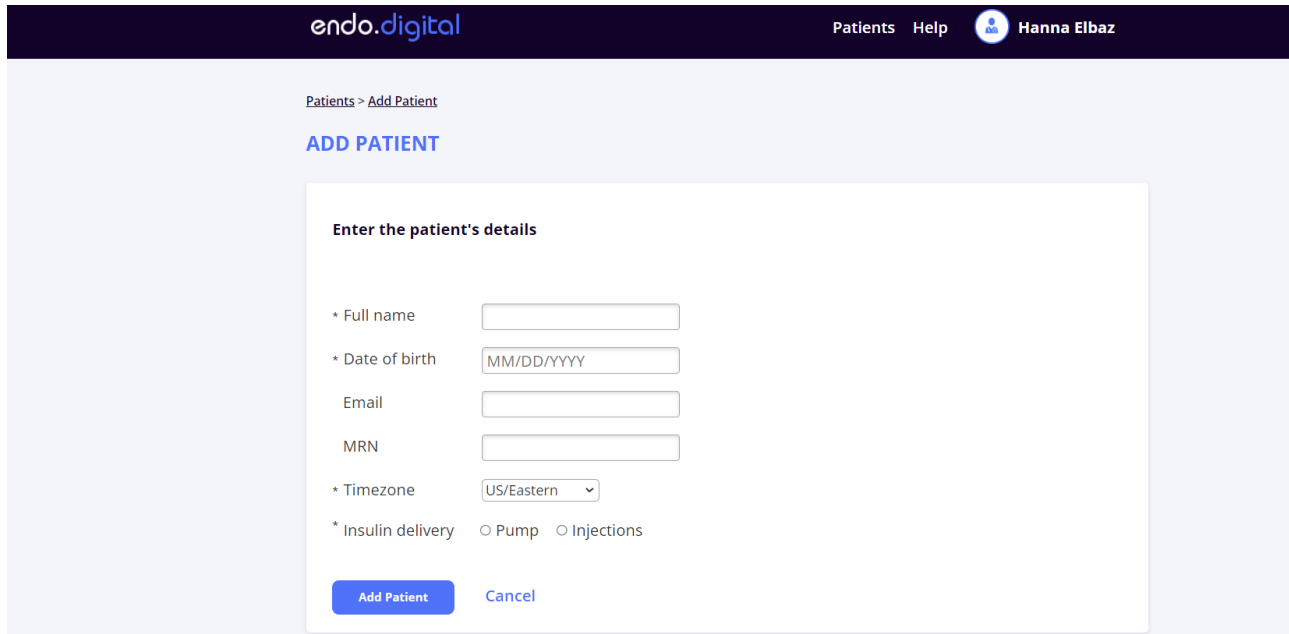 endo.digital Patients Help Hanna Elbaz
Patients > Add Patient
ADD PATIENT
Enter the patient's details
* Full name
* Date of birth MM/DD/YYYY
Email
MRN
* Timezone US/Eastern
* Insulin delivery Pump Injections
Add Patient Cancel